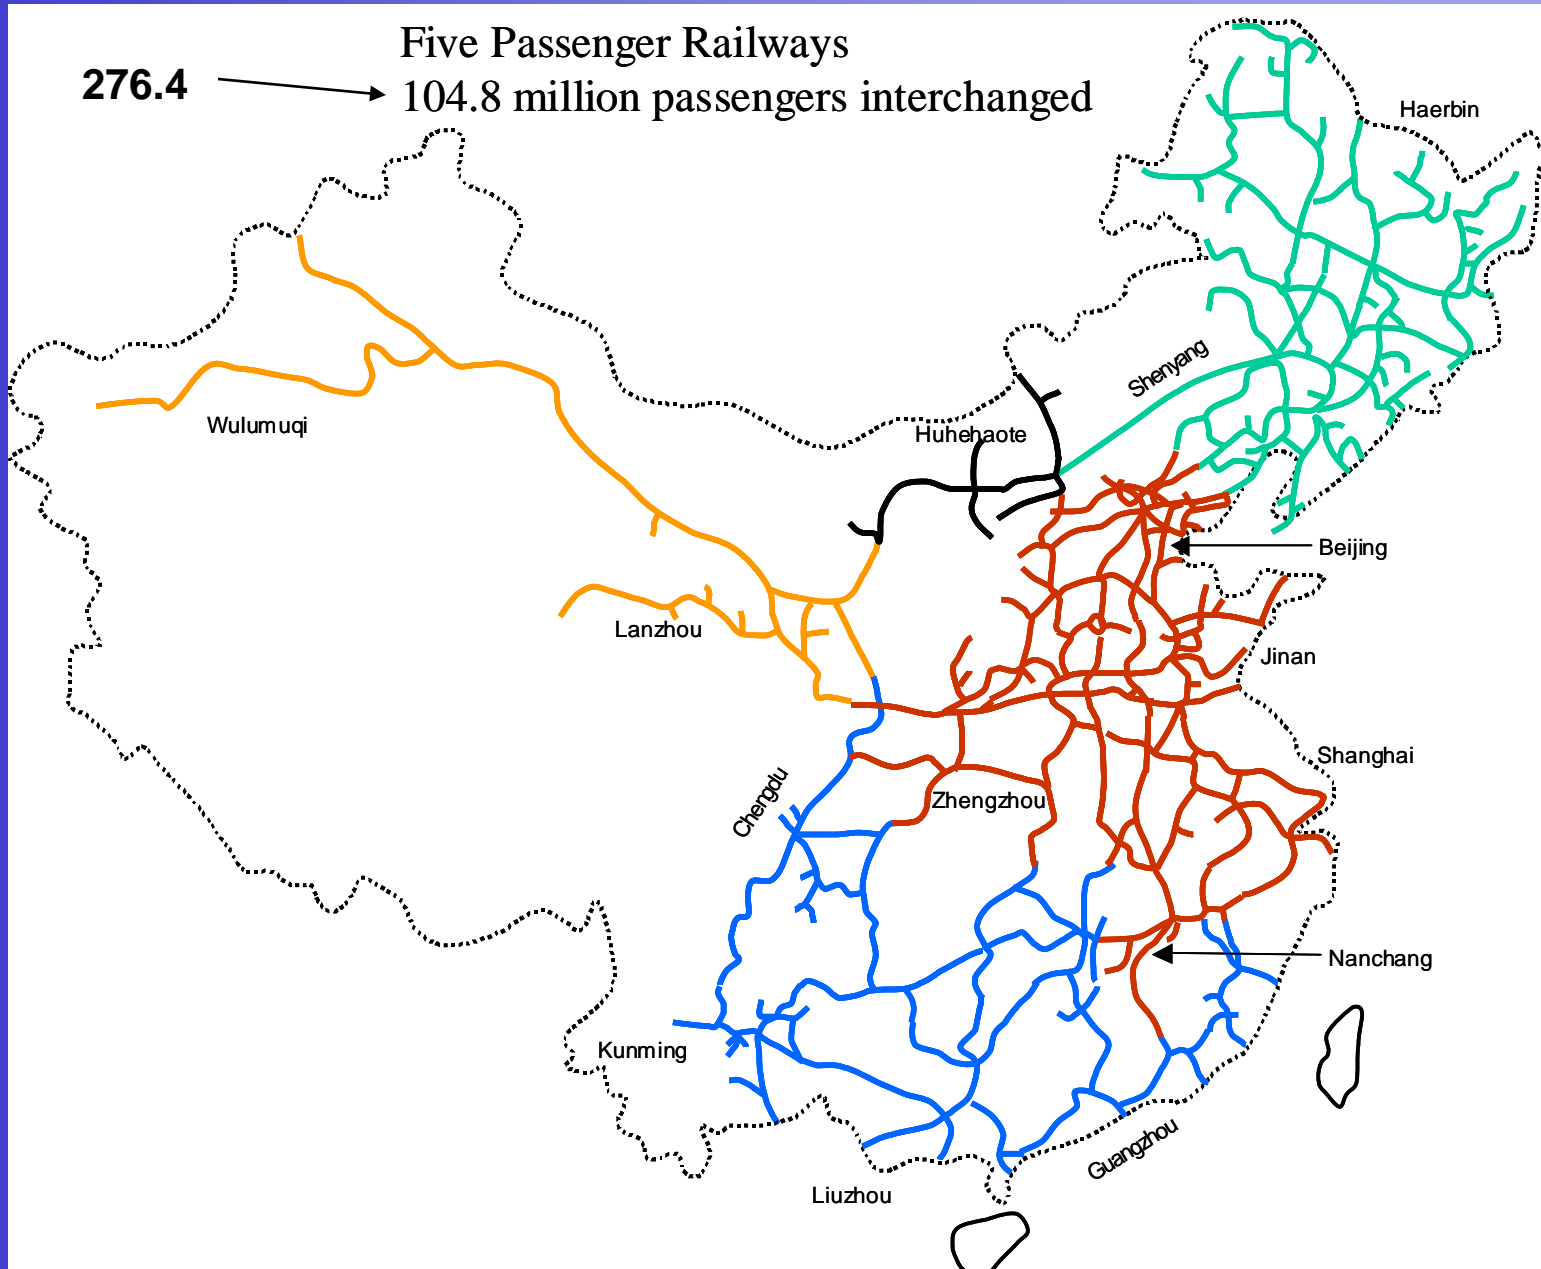 Five Passenger Railways
276.4
104.8 million passengers interchanged
Haerbin
Shenyang
Wulumuqi
Huhehaote
Beijing
Lanzhou
Jinan
Shanghai
Chengdu
Zhengzhou
Nanchang
Kunming
Guangzhou
Liuzhou